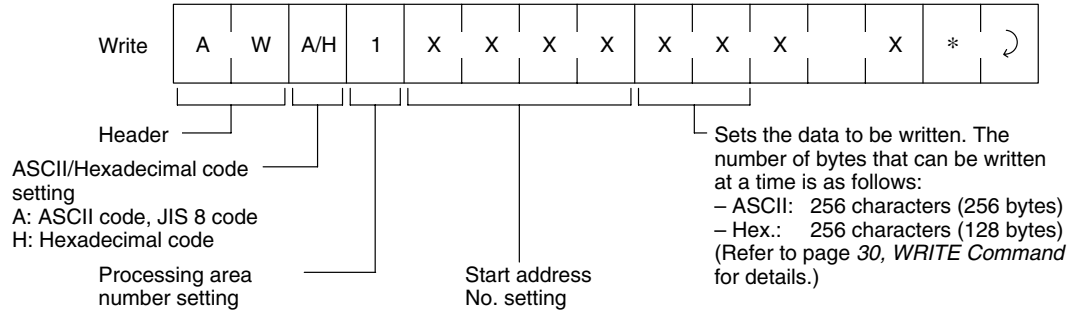 Write A W A/H 1 X X X X X X X X * ⤸
Header
ASCII/Hexadecimal code
setting
A: ASCII code, JIS 8 code
H: Hexadecimal code
Processing area
number setting
Start address
No. setting
Sets the data to be written. The
number of bytes that can be written
at a time is as follows:
– ASCII: 256 characters (256 bytes)
– Hex.: 256 characters (128 bytes)
(Refer to page 30, WRITE Command
for details.)